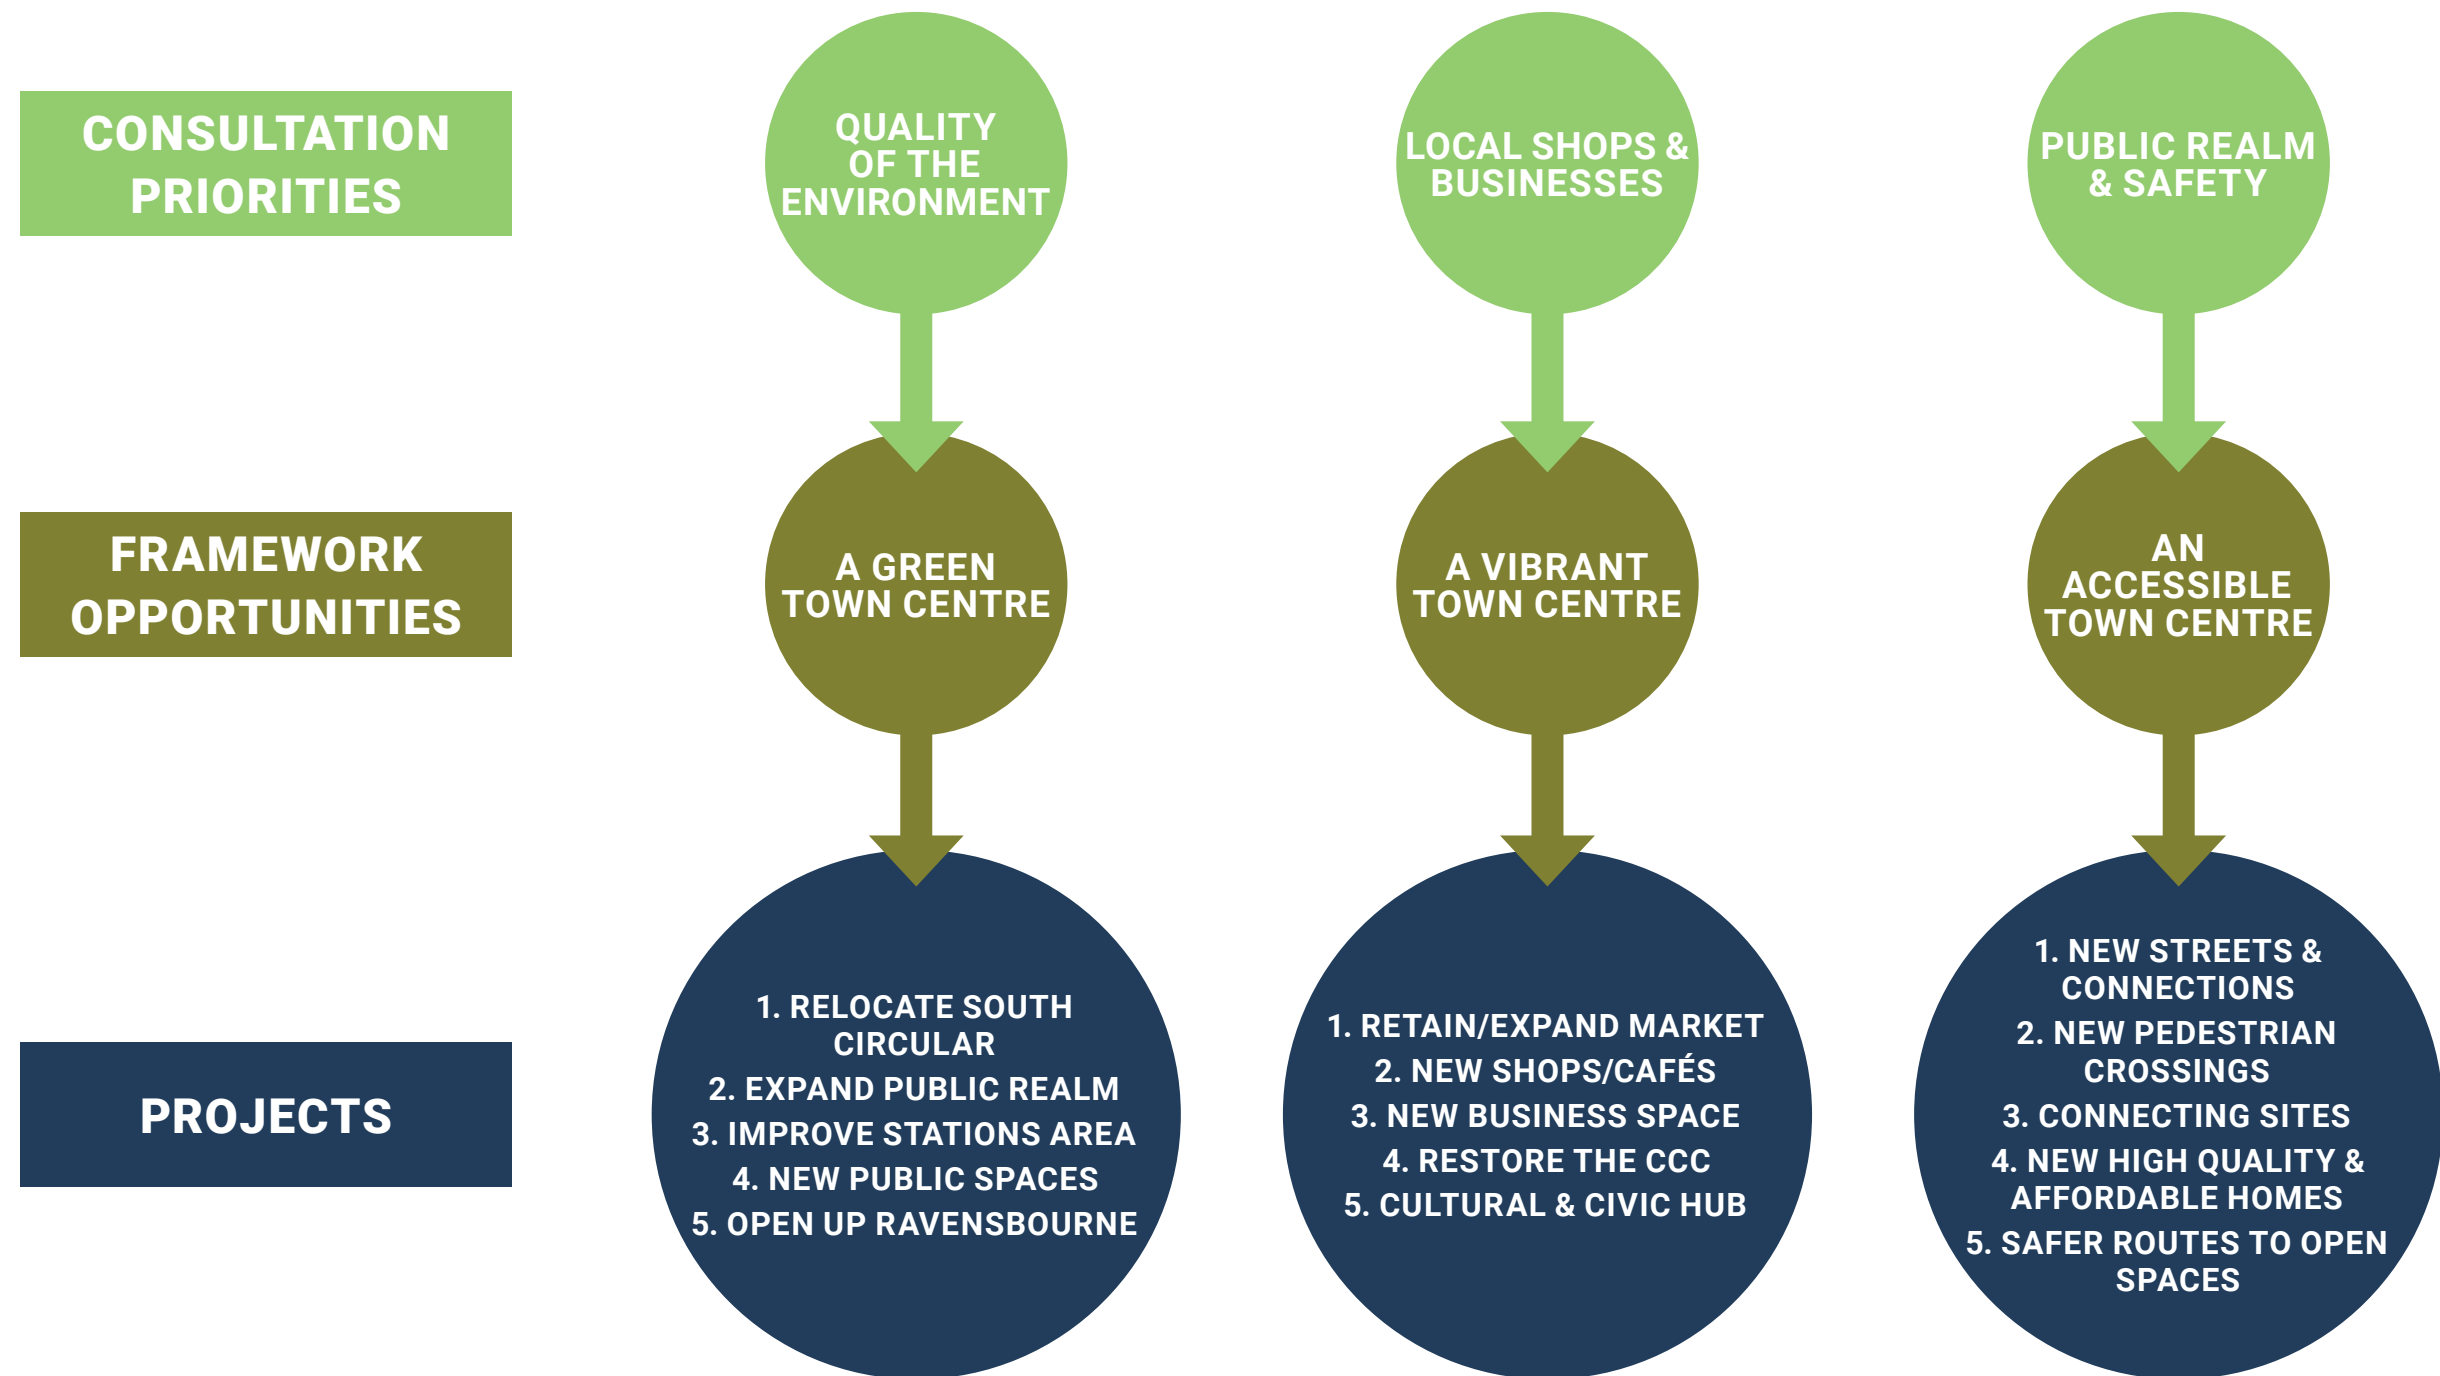 CONSULTATION
PRIORITIES
QUALITY
OF THE
ENVIRONMENT
LOCAL SHOPS &
BUSINESSES
PUBLIC REALM
& SAFETY
FRAMEWORK
OPPORTUNITIES
A GREEN
TOWN CENTRE
A VIBRANT
TOWN CENTRE
AN
ACCESSIBLE
TOWN CENTRE
PROJECTS
1. RELOCATE SOUTH
CIRCULAR
2. EXPAND PUBLIC REALM
3. IMPROVE STATIONS AREA
4. NEW PUBLIC SPACES
5. OPEN UP RAVENSBOURNE
1. RETAIN/EXPAND MARKET
2. NEW SHOPS/CAFÉS
3. NEW BUSINESS SPACE
4. RESTORE THE CCC
5. CULTURAL & CIVIC HUB
1. NEW STREETS &
CONNECTIONS
2. NEW PEDESTRIAN
CROSSINGS
3. CONNECTING SITES
4. NEW HIGH QUALITY &
AFFORDABLE HOMES
5. SAFER ROUTES TO OPEN
SPACES